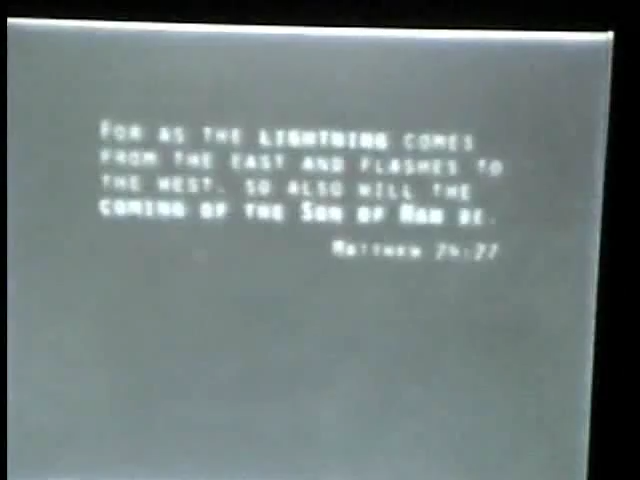 For as the lightning comes
from the east and flashes to
the west, so also will the
coming of the Son of Man be.
Matthew 24:27